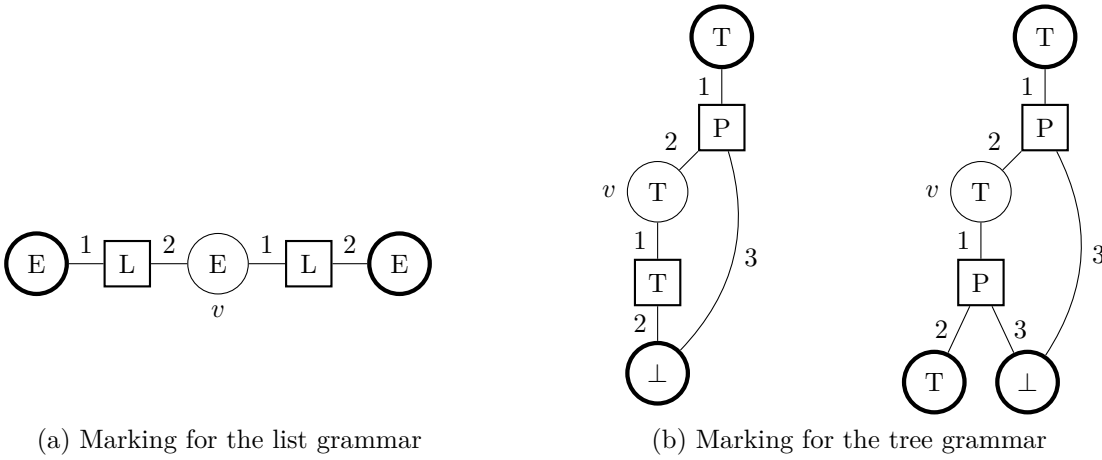 T
1
P
2
v
T
1
T
2
3
⊥
T
1
P
2
v
T
1
P
3
2
3
T
⊥
E
1
L
2
E
1
L
2
E
v
(a) Marking for the list grammar
(b) Marking for the tree grammar